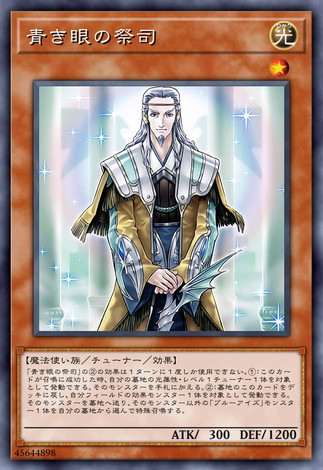 青き眼の祭司
光
【魔法使い族／チューナー／効果】
「青き眼の祭司」の②の効果は１ターンに１度しか使用できない。①：このカー
ドが召喚に成功した時、自分の墓地の光属性・レベル１チューナー１体を対象
として発動できる。そのモンスターを手札に加える。②：墓地のこのカードをデ
ッキに戻し、自分フィールドの効果モンスター１体を対象として発動できる。
そのモンスターを墓地へ送り、そのモンスター以外の「ブルーアイズ」モンスタ
ー１体を自分の墓地から選んで特殊召喚する。
ATK/ 300 DEF/1200
45644898